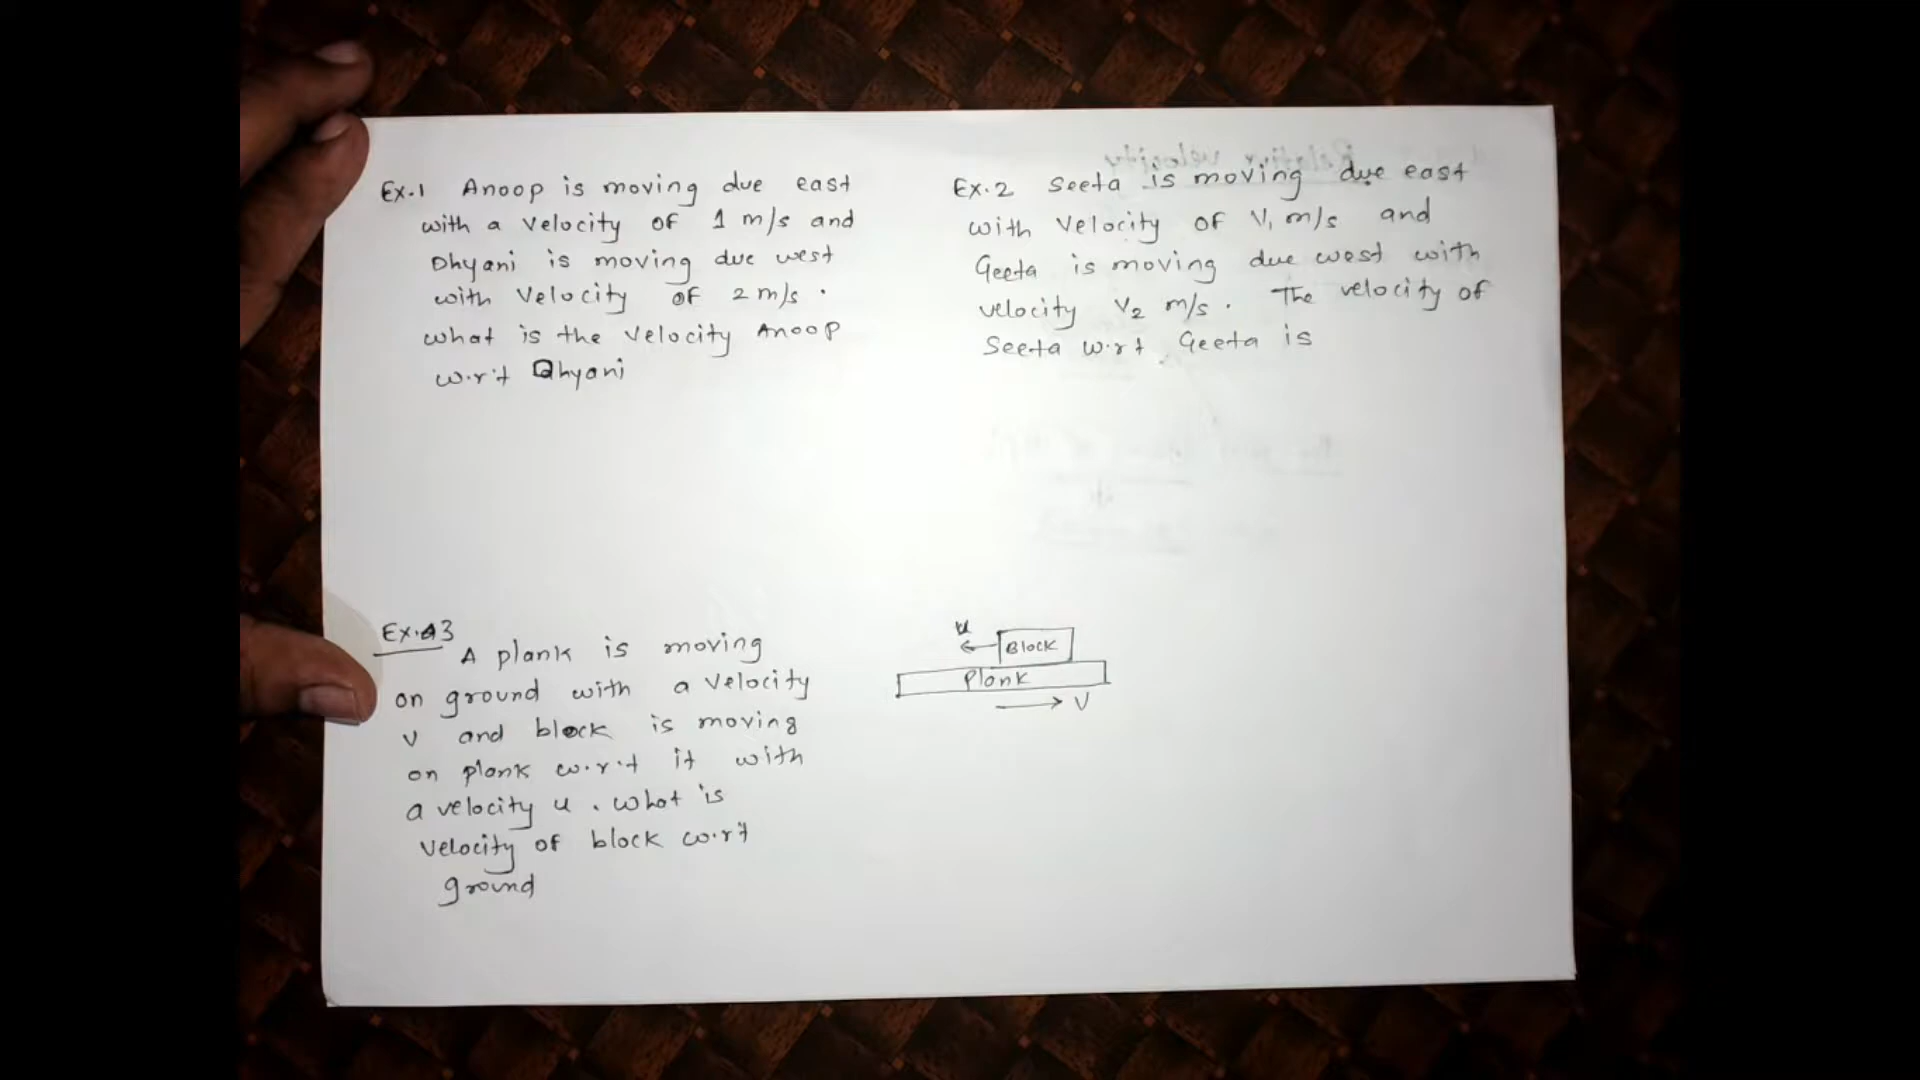 Ex.1 Anoop is moving due east
with a velocity of 1 m/s and
Dhyani is moving due west
with velocity of 2 m/s.
what is the velocity Anoop
w.r.t Dhyani
Ex.2 Seeta is moving due east
with velocity of V₁ m/s and
Geeta is moving due west with
velocity V₂ m/s. The velocity of
Seeta w.r.t Geeta is
Ex.3
A plank is moving
on ground with a velocity
V and block is moving
on plank w.r.t it with
a velocity u. what is
velocity of block w.r.t
ground
u
Block
Plank
V